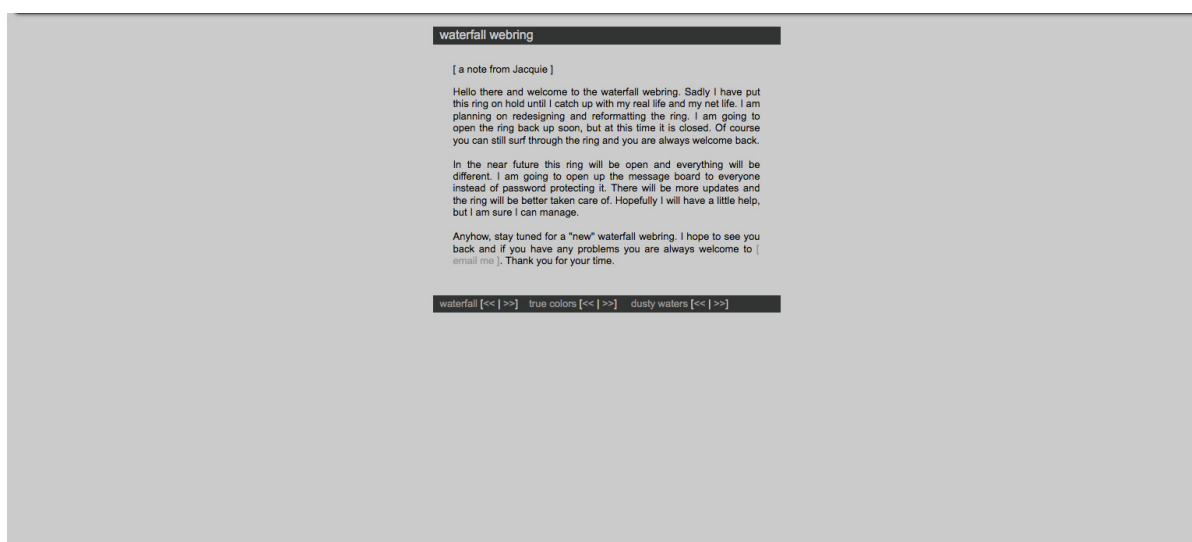 waterfall webring
[ a note from Jacquie ]
Hello there and welcome to the waterfall webring. Sadly I have put
this ring on hold until I catch up with my real life and my net life. I am
planning on redesigning and reformatting the ring. I am going to
open the ring back up soon, but at this time it is closed. Of course
you can still surf through the ring and you are always welcome back.
In the near future this ring will be open and everything will be
different. I am going to open up the message board to everyone
instead of password protecting it. There will be more updates and
the ring will be better taken care of. Hopefully I will have a little help,
but I am sure I can manage.
Anyhow, stay tuned for a "new" waterfall webring. I hope to see you
back and if you have any problems you are always welcome to [
email me ]. Thank you for your time.
waterfall [<< | >>] true colors [<< | >>] dusty waters [<< | >>]